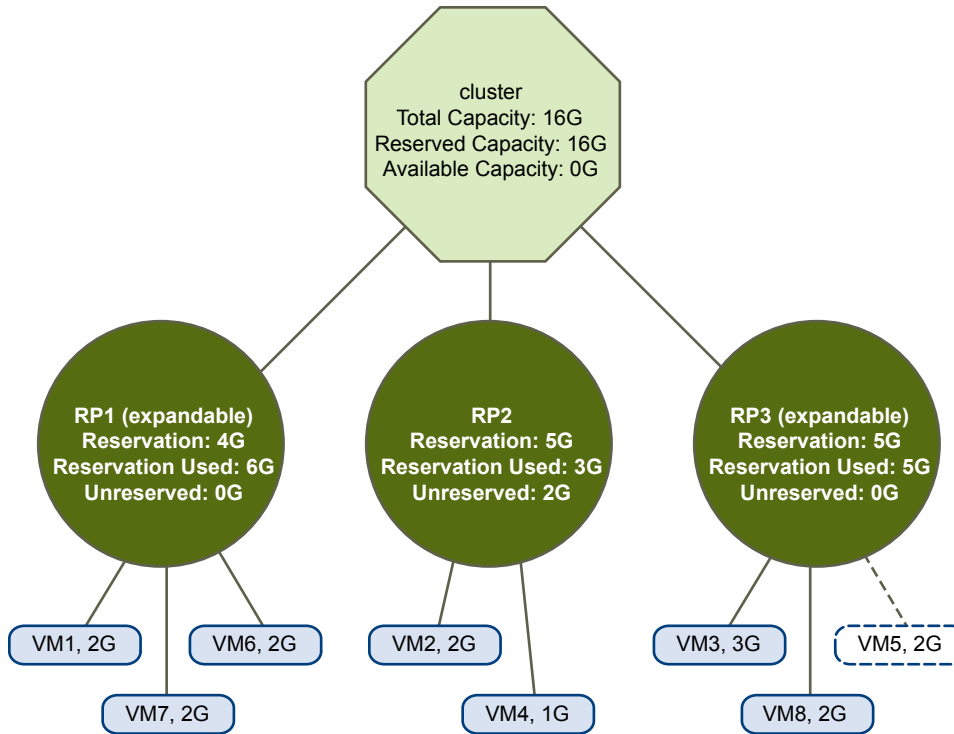 cluster
Total Capacity: 16G
Reserved Capacity: 16G
Available Capacity: 0G
RP1 (expandable)
Reservation: 4G
Reservation Used: 6G
Unreserved: 0G
RP2
Reservation: 5G
Reservation Used: 3G
Unreserved: 2G
RP3 (expandable)
Reservation: 5G
Reservation Used: 5G
Unreserved: 0G
VM1, 2G
VM6, 2G
VM7, 2G
VM2, 2G
VM4, 1G
VM3, 3G
VM5, 2G
VM8, 2G